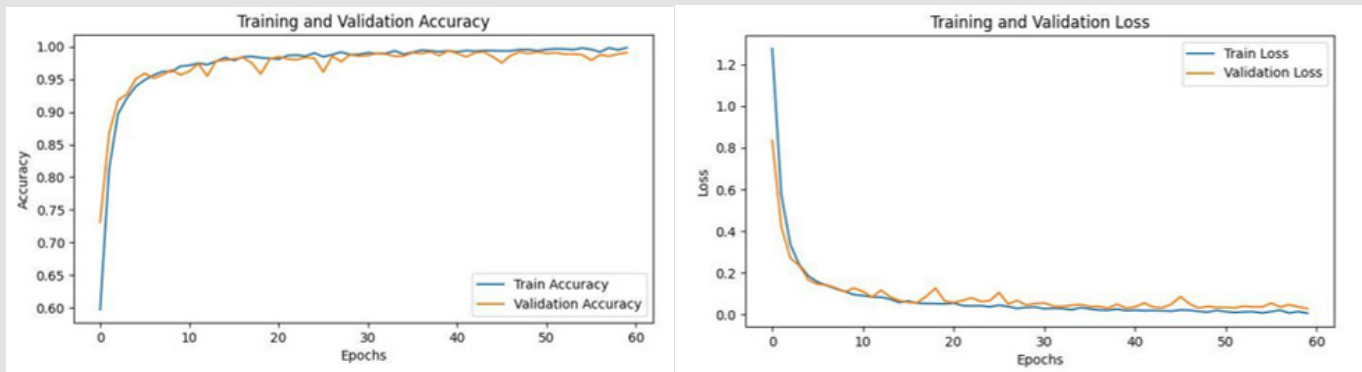 Training and Validation Accuracy
1.00
0.95
0.90
0.85
0.80
0.75
0.70
0.65
0.60
Accuracy
Train Accuracy
Validation Accuracy
0 10 20 30 40 50 60
Epochs
Training and Validation Loss
1.2
1.0
0.8
0.6
0.4
0.2
0.0
Loss
Train Loss
Validation Loss
0 10 20 30 40 50 60
Epochs